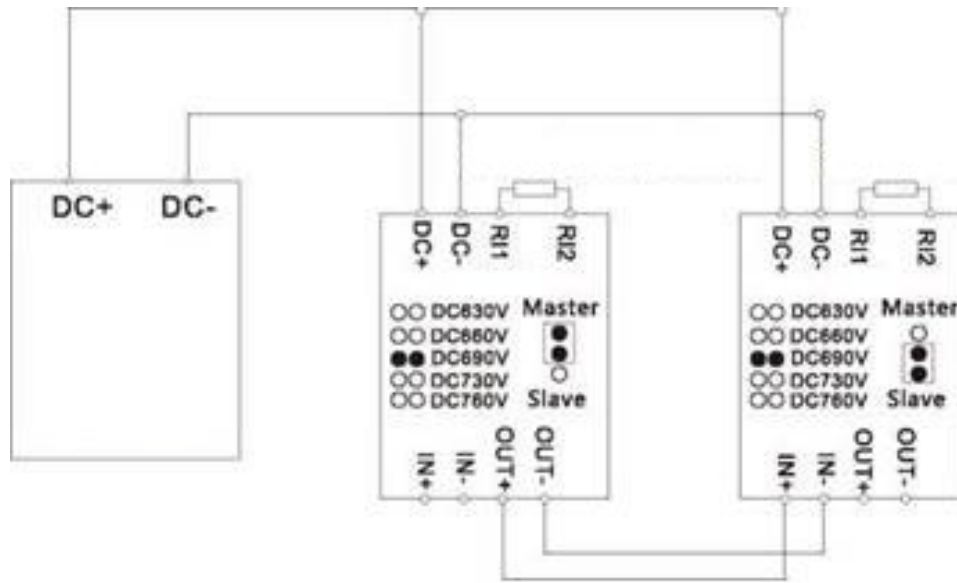 DC+ DC-
DC+ DC- RI1 RI2
DC630V Master
DC660V
DC690V
DC730V
DC760V Slave
IN+ IN- OUT+ OUT-
DC+ DC- RI1 RI2
DC630V Master
DC660V
DC690V
DC730V
DC760V Slave
IN+ IN- OUT+ OUT-